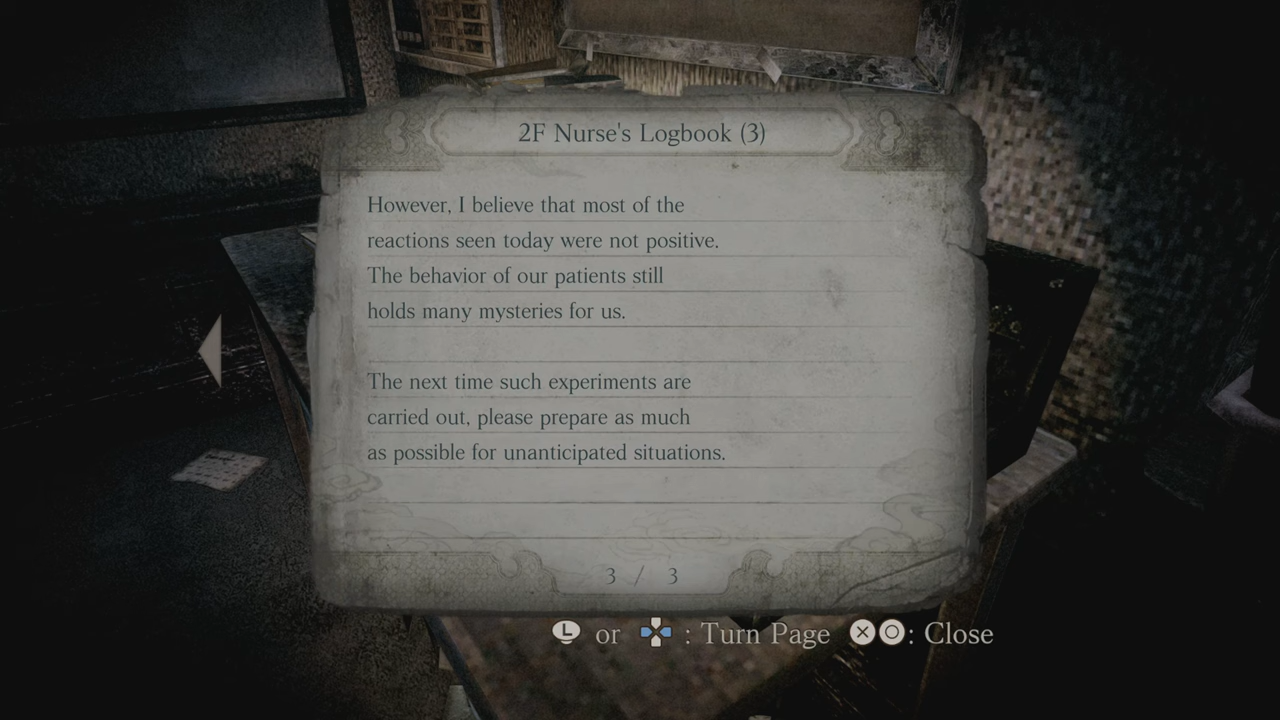 2F Nurse's Logbook (3)
However, I believe that most of the
reactions seen today were not positive.
The behavior of our patients still
holds many mysteries for us.
The next time such experiments are
carried out, please prepare as much
as possible for unanticipated situations.
3 / 3
L or : Turn Page : Close